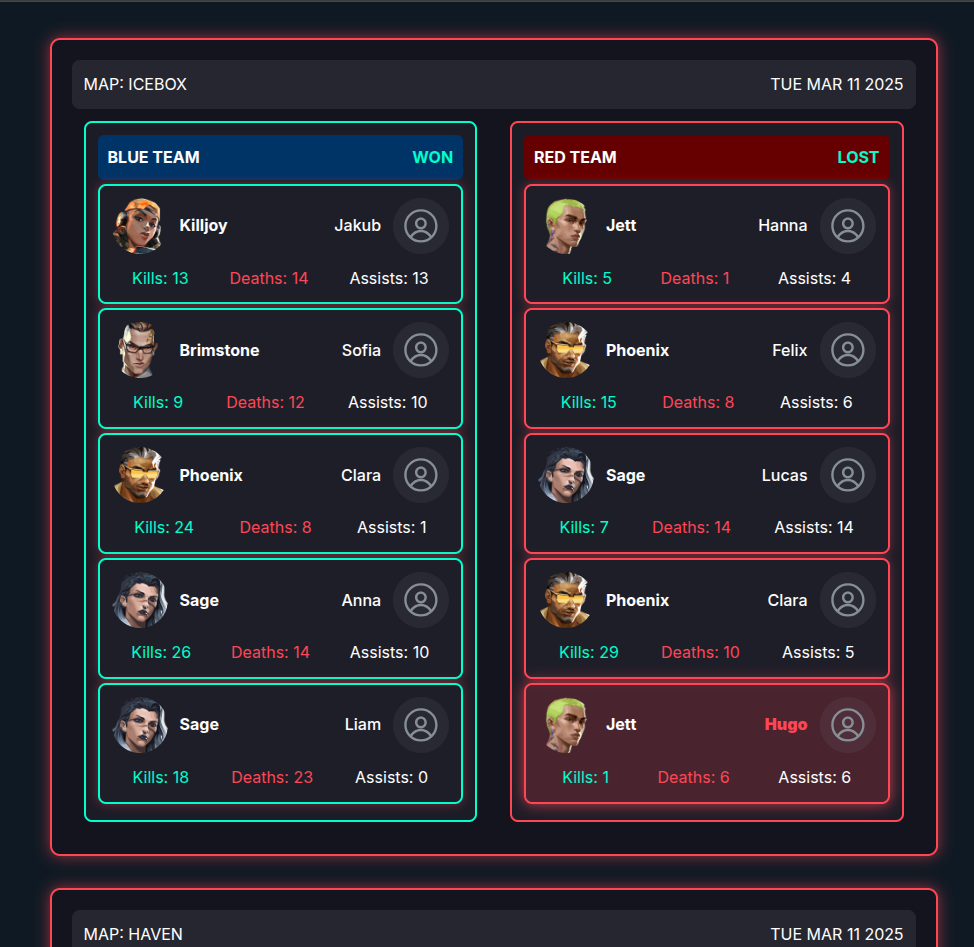 MAP: ICEBOX
TUE MAR 11 2025
BLUE TEAM
WON
Killjoy
Jakub
Kills: 13
Deaths: 14
Assists: 13
Brimstone
Sofia
Kills: 9
Deaths: 12
Assists: 10
Phoenix
Clara
Kills: 24
Deaths: 8
Assists: 1
Sage
Anna
Kills: 26
Deaths: 14
Assists: 10
Sage
Liam
Kills: 18
Deaths: 23
Assists: 0
RED TEAM
LOST
Jett
Hanna
Kills: 5
Deaths: 1
Assists: 4
Phoenix
Felix
Kills: 15
Deaths: 8
Assists: 6
Sage
Lucas
Kills: 7
Deaths: 14
Assists: 14
Phoenix
Clara
Kills: 29
Deaths: 10
Assists: 5
Jett
Hugo
Kills: 1
Deaths: 6
Assists: 6
MAP: HAVEN
TUE MAR 11 2025